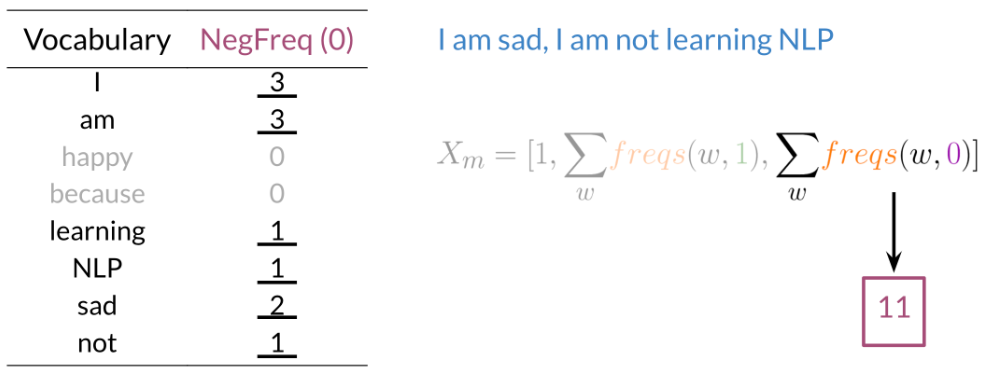 Vocabulary NegFreq (0)
I 3
am 3
happy 0
because 0
learning 1
NLP 1
sad 2
not 1
I am sad, I am not learning NLP
X_m = [1, ∑_w freqs(w, 1), ∑_w freqs(w, 0)]
11